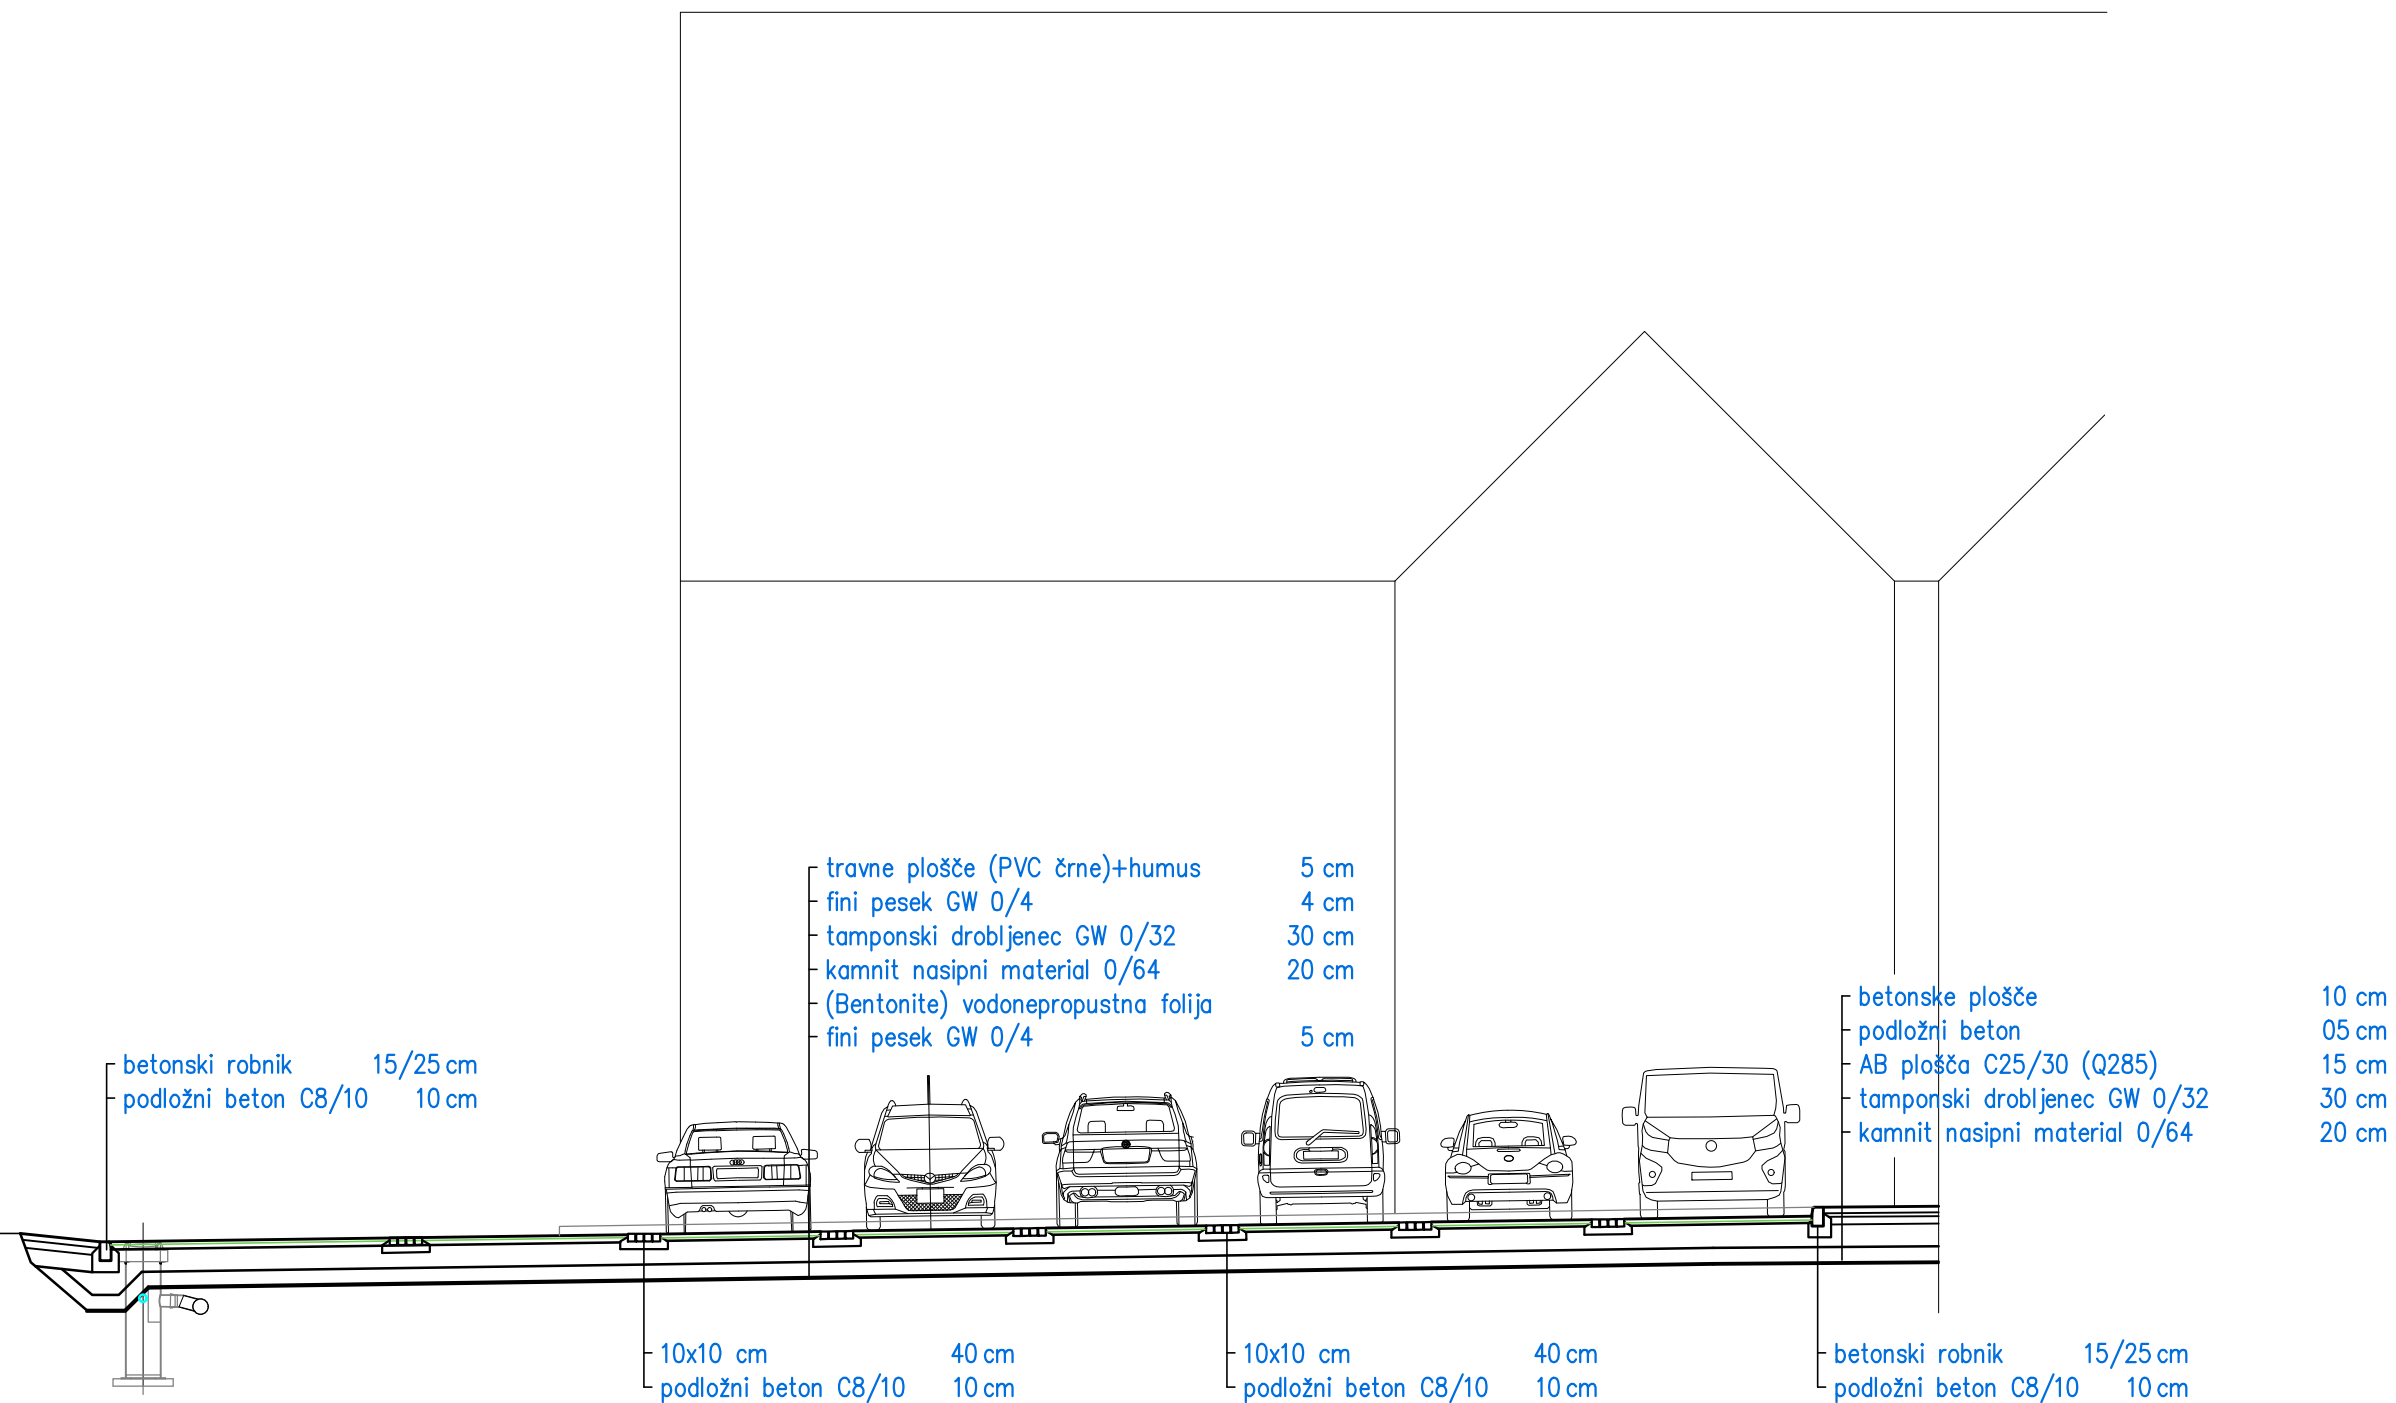 travne plošče (PVC črne)+humus 5 cm
fini pesek GW 0/4 4 cm
tamponski drobljenec GW 0/32 30 cm
kamnit nasipni material 0/64 20 cm
(Bentonite) vodonepropustna folija
fini pesek GW 0/4 5 cm
betonske plošče 10 cm
podložni beton 05 cm
AB plošča C25/30 (Q285) 15 cm
tamponski drobljenec GW 0/32 30 cm
kamnit nasipni material 0/64 20 cm
betonski robnik 15/25 cm
podložni beton C8/10 10 cm
10x10 cm 40 cm
podložni beton C8/10 10 cm
10x10 cm 40 cm
podložni beton C8/10 10 cm
betonski robnik 15/25 cm
podložni beton C8/10 10 cm